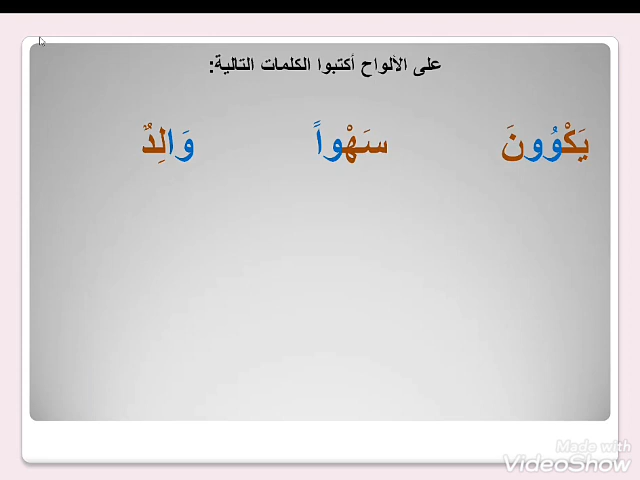 على الألواح أكتبوا الكلمات التالية:
يَكْوُونَ سَهْواً وَالِدٌ
Made with
VideoShow